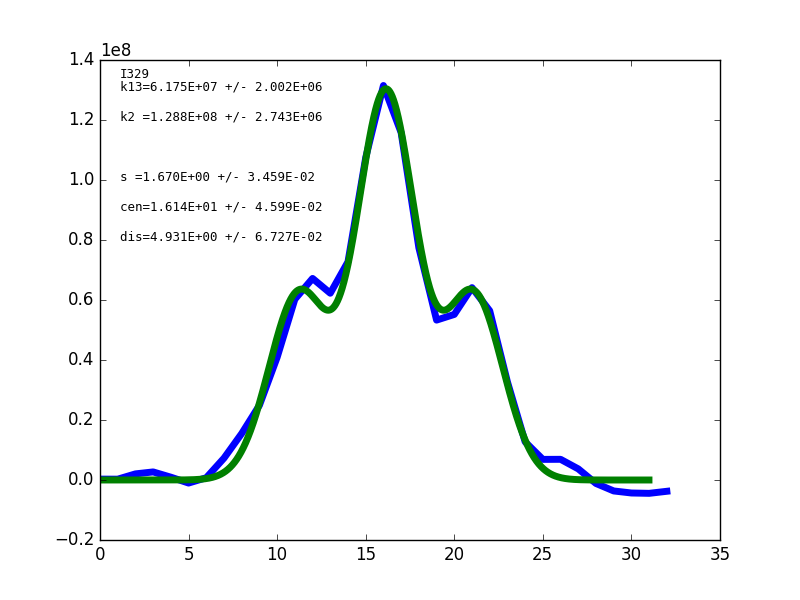 1e8
I329
k13=6.175E+07 +/- 2.002E+06
k2 =1.288E+08 +/- 2.743E+06
s =1.670E+00 +/- 3.459E-02
cen=1.614E+01 +/- 4.599E-02
dis=4.931E+00 +/- 6.727E-02
1.4
1.2
1.0
0.8
0.6
0.4
0.2
0.0
−0.2
0 5 10 15 20 25 30 35